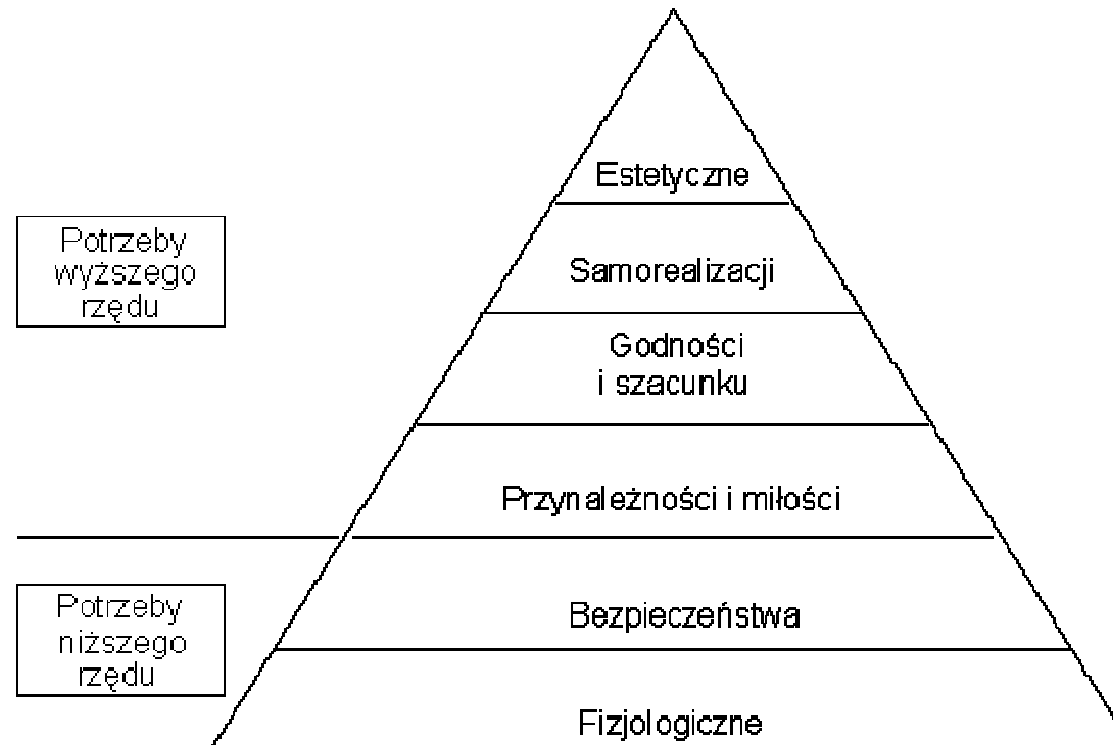 Estetyczne
Potrzeby
wyższego
rzędu
Samorealizacji
Godności
i szacunku
Przynależności i miłości
Potrzeby
niższego
rzędu
Bezpieczeństwa
Fizjologiczne